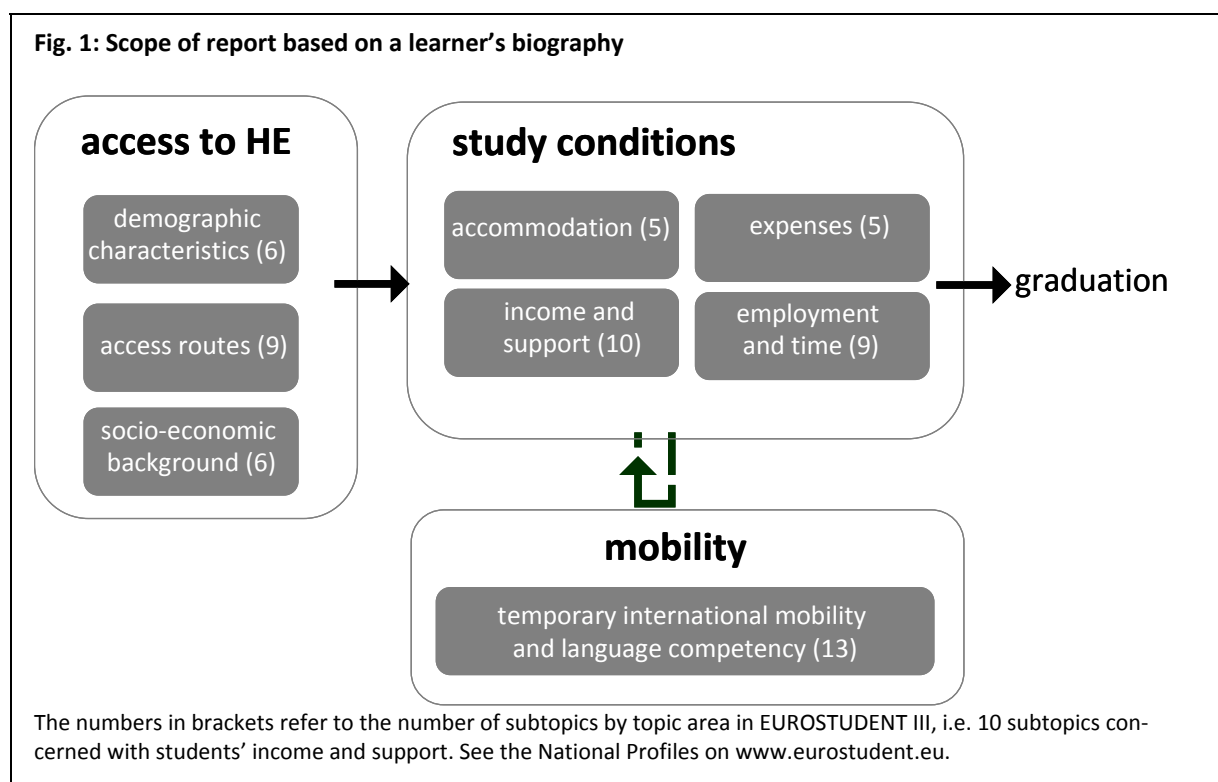 Fig. 1: Scope of report based on a learner’s biography
access to HE
demographic
characteristics (6)
access routes (9)
socio-economic
background (6)
study conditions
accommodation (5)
expenses (5)
income and
support (10)
employment
and time (9)
graduation
mobility
temporary international mobility
and language competency (13)
The numbers in brackets refer to the number of subtopics by topic area in EUROSTUDENT III, i.e. 10 subtopics con-
cerned with students’ income and support. See the National Profiles on www.eurostudent.eu.